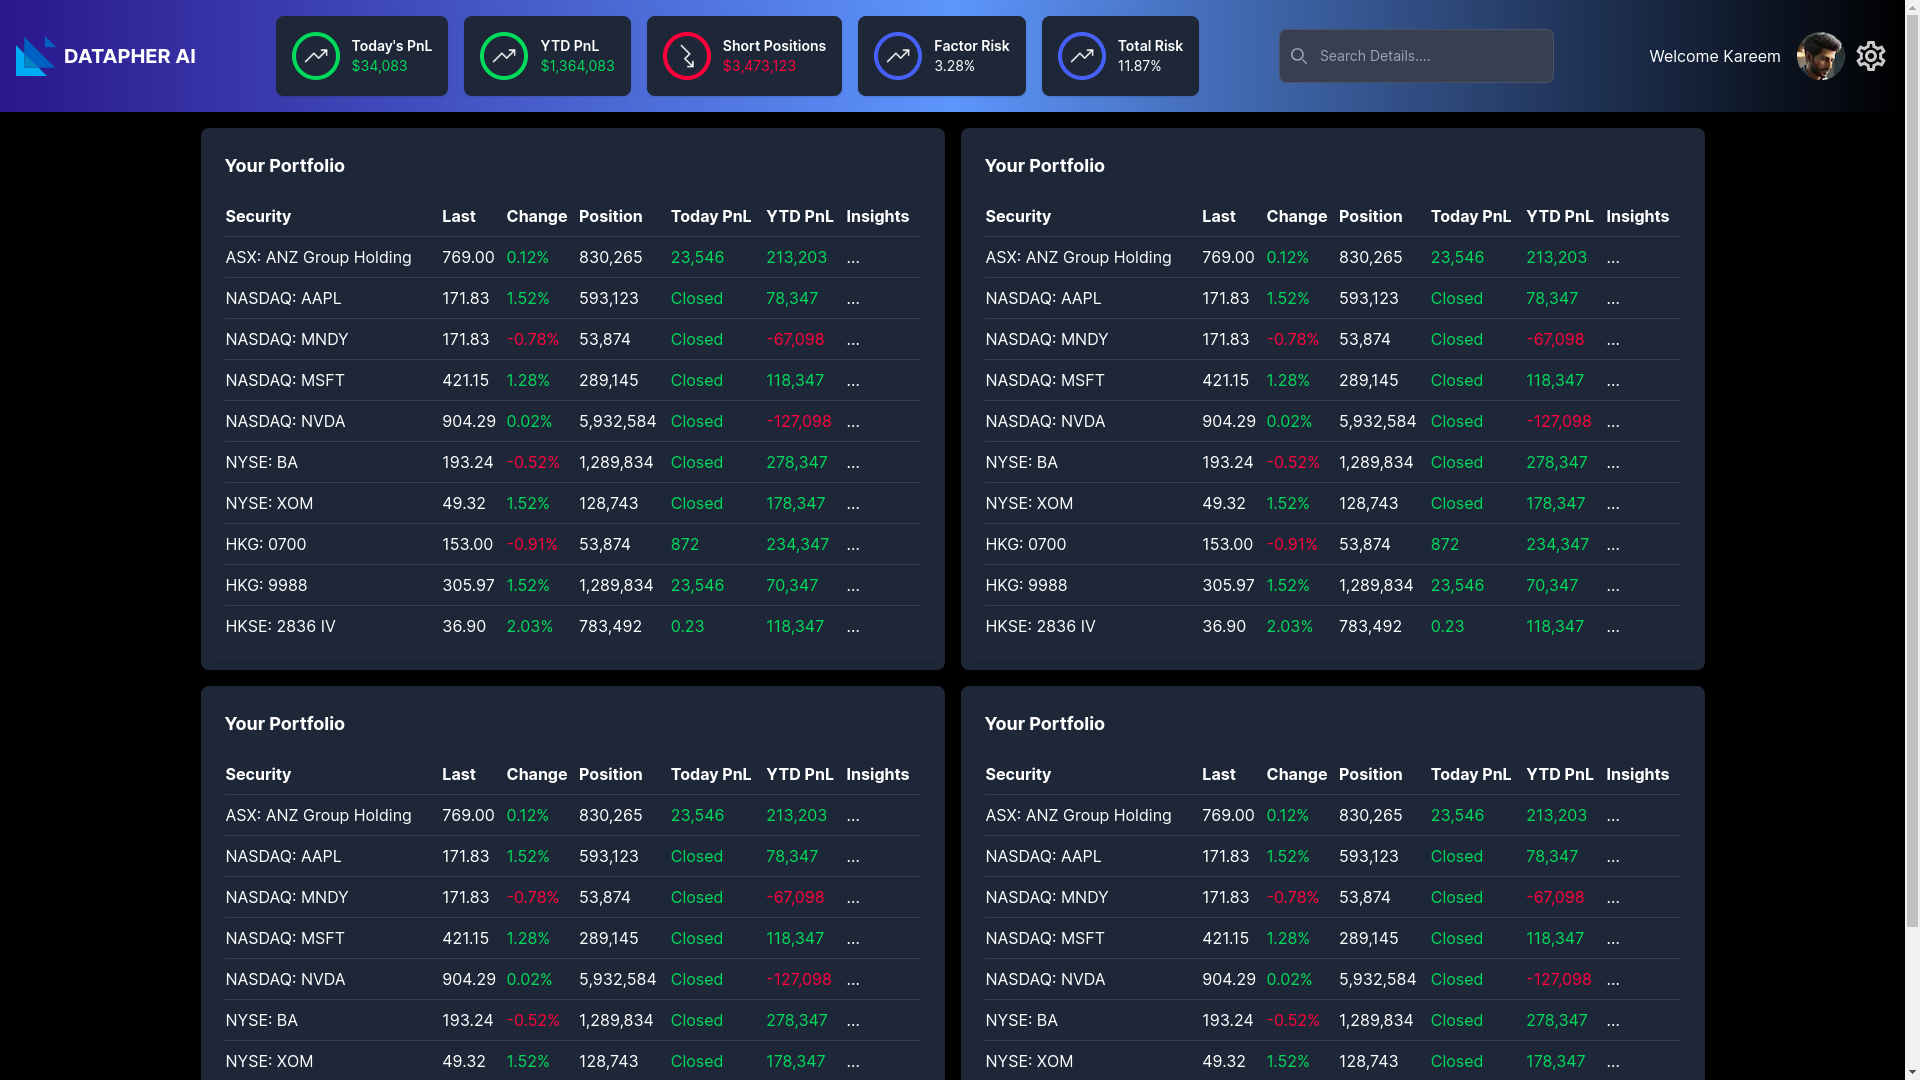 DATAPHER AI
Today's PnL
$34,083
YTD PnL
$1,364,083
Short Positions
$3,473,123
Factor Risk
3.28%
Total Risk
11.87%
Search Details....
Welcome Kareem
Your Portfolio
Security Last Change Position Today PnL YTD PnL Insights
ASX: ANZ Group Holding 769.00 0.12% 830,265 23,546 213,203 ...
NASDAQ: AAPL 171.83 1.52% 593,123 Closed 78,347 ...
NASDAQ: MNDY 171.83 -0.78% 53,874 Closed -67,098 ...
NASDAQ: MSFT 421.15 1.28% 289,145 Closed 118,347 ...
NASDAQ: NVDA 904.29 0.02% 5,932,584 Closed -127,098 ...
NYSE: BA 193.24 -0.52% 1,289,834 Closed 278,347 ...
NYSE: XOM 49.32 1.52% 128,743 Closed 178,347 ...
HKG: 0700 153.00 -0.91% 53,874 872 234,347 ...
HKG: 9988 305.97 1.52% 1,289,834 23,546 70,347 ...
HKSE: 2836 IV 36.90 2.03% 783,492 0.23 118,347 ...
Your Portfolio
Security Last Change Position Today PnL YTD PnL Insights
ASX: ANZ Group Holding 769.00 0.12% 830,265 23,546 213,203 ...
NASDAQ: AAPL 171.83 1.52% 593,123 Closed 78,347 ...
NASDAQ: MNDY 171.83 -0.78% 53,874 Closed -67,098 ...
NASDAQ: MSFT 421.15 1.28% 289,145 Closed 118,347 ...
NASDAQ: NVDA 904.29 0.02% 5,932,584 Closed -127,098 ...
NYSE: BA 193.24 -0.52% 1,289,834 Closed 278,347 ...
NYSE: XOM 49.32 1.52% 128,743 Closed 178,347 ...
HKG: 0700 153.00 -0.91% 53,874 872 234,347 ...
HKG: 9988 305.97 1.52% 1,289,834 23,546 70,347 ...
HKSE: 2836 IV 36.90 2.03% 783,492 0.23 118,347 ...
Your Portfolio
Security Last Change Position Today PnL YTD PnL Insights
ASX: ANZ Group Holding 769.00 0.12% 830,265 23,546 213,203 ...
NASDAQ: AAPL 171.83 1.52% 593,123 Closed 78,347 ...
NASDAQ: MNDY 171.83 -0.78% 53,874 Closed -67,098 ...
NASDAQ: MSFT 421.15 1.28% 289,145 Closed 118,347 ...
NASDAQ: NVDA 904.29 0.02% 5,932,584 Closed -127,098 ...
NYSE: BA 193.24 -0.52% 1,289,834 Closed 278,347 ...
NYSE: XOM 49.32 1.52% 128,743 Closed 178,347 ...
Your Portfolio
Security Last Change Position Today PnL YTD PnL Insights
ASX: ANZ Group Holding 769.00 0.12% 830,265 23,546 213,203 ...
NASDAQ: AAPL 171.83 1.52% 593,123 Closed 78,347 ...
NASDAQ: MNDY 171.83 -0.78% 53,874 Closed -67,098 ...
NASDAQ: MSFT 421.15 1.28% 289,145 Closed 118,347 ...
NASDAQ: NVDA 904.29 0.02% 5,932,584 Closed -127,098 ...
NYSE: BA 193.24 -0.52% 1,289,834 Closed 278,347 ...
NYSE: XOM 49.32 1.52% 128,743 Closed 178,347 ...